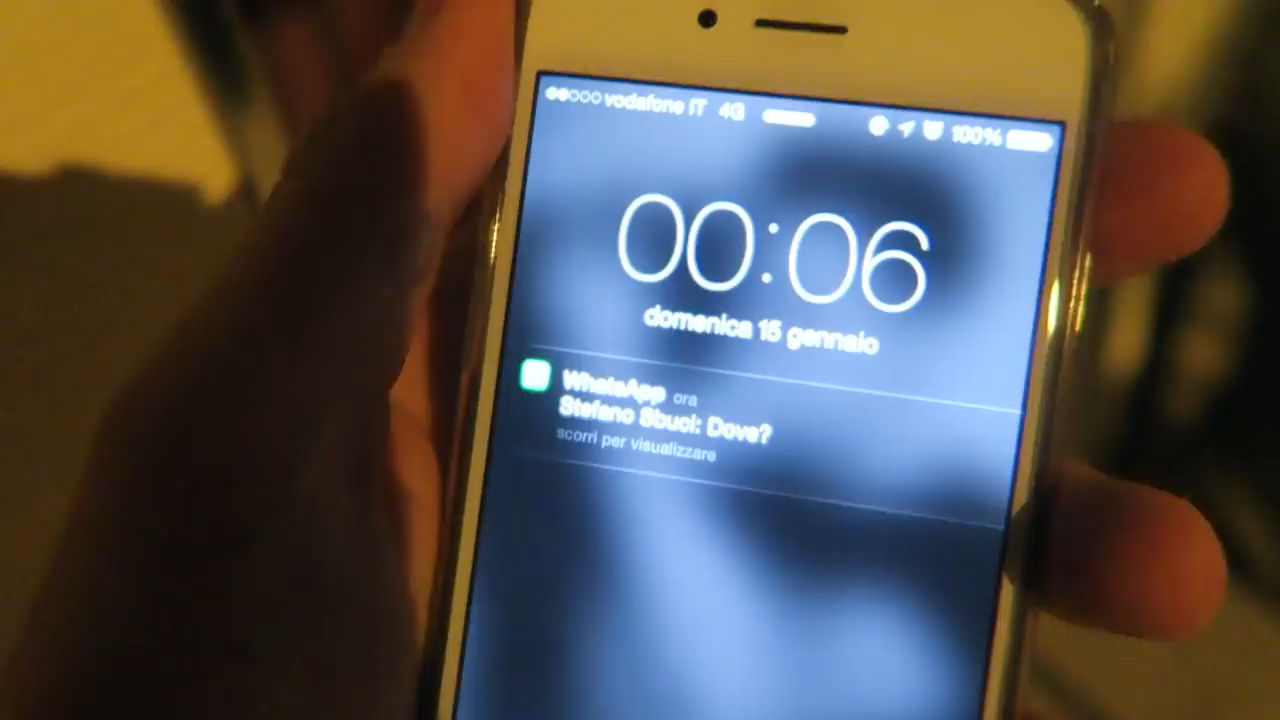 vodafone IT 4G 100%
00:06
domenica 15 gennaio
WhatsApp ora
Stefano Sbuci: Dove?
scorri per visualizzare